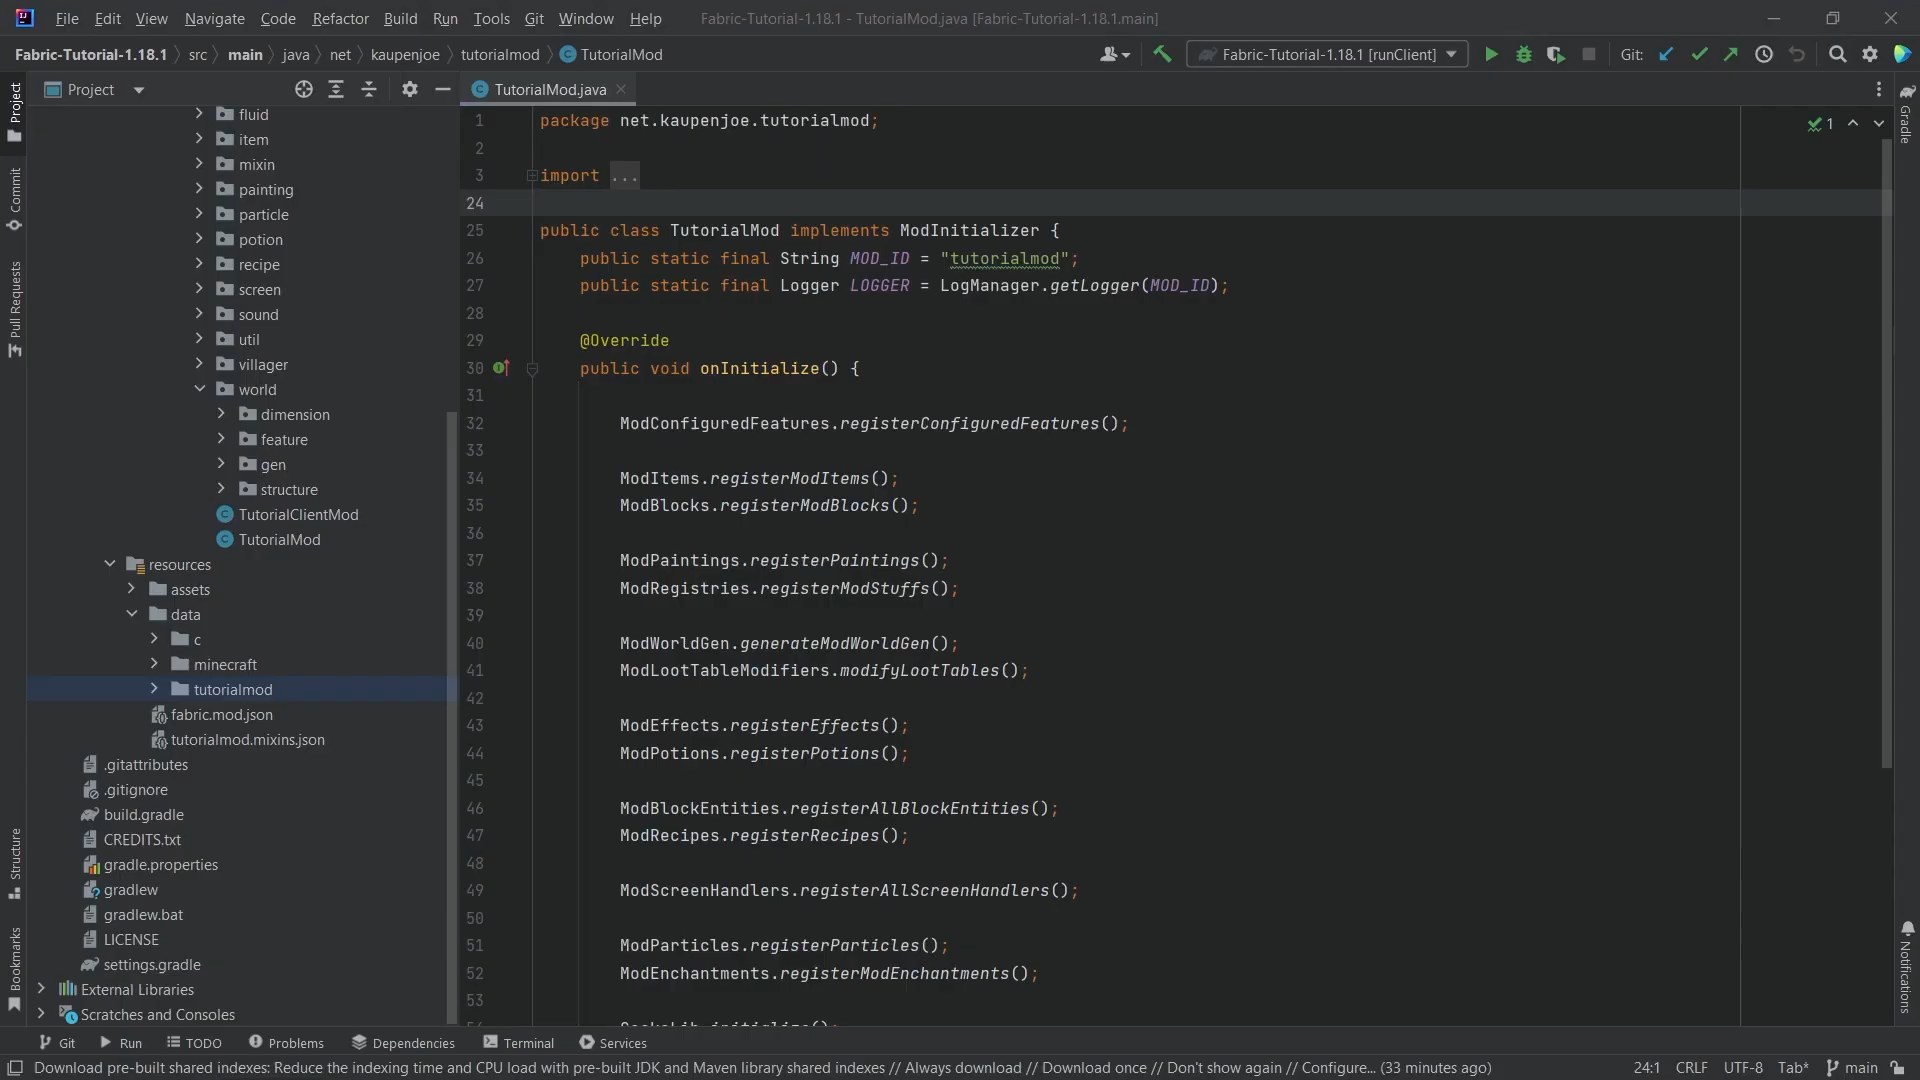 File Edit View Navigate Code Refactor Build Run Tools Git Window Help Fabric-Tutorial-1.18.1 - TutorialMod.java [Fabric-Tutorial-1.18.1.main]
Fabric-Tutorial-1.18.1 src main java net kaupenjoe tutorialmod TutorialMod Fabric-Tutorial-1.18.1 [runClient] Git:
Project
Commit
Pull Requests
Structure
Bookmarks
Project
fluid
item
mixin
painting
particle
potion
recipe
screen
sound
util
villager
world
dimension
feature
gen
structure
TutorialClientMod
TutorialMod
resources
assets
data
c
minecraft
tutorialmod
fabric.mod.json
tutorialmod.mixins.json
.gitattributes
.gitignore
build.gradle
CREDITS.txt
gradle.properties
gradlew
gradlew.bat
LICENSE
settings.gradle
External Libraries
Scratches and Consoles
TutorialMod.java
1
1 package net.kaupenjoe.tutorialmod;
2
3 import ...
24
25 public class TutorialMod implements ModInitializer {
26 public static final String MOD_ID = "tutorialmod";
27 public static final Logger LOGGER = LogManager.getLogger(MOD_ID);
28
29 @Override
30 public void onInitialize() {
31
32 ModConfiguredFeatures.registerConfiguredFeatures();
33
34 ModItems.registerModItems();
35 ModBlocks.registerModBlocks();
36
37 ModPaintings.registerPaintings();
38 ModRegistries.registerModStuffs();
39
40 ModWorldGen.generateModWorldGen();
41 ModLootTableModifiers.modifyLootTables();
42
43 ModEffects.registerEffects();
44 ModPotions.registerPotions();
45
46 ModBlockEntities.registerAllBlockEntities();
47 ModRecipes.registerRecipes();
48
49 ModScreenHandlers.registerAllScreenHandlers();
50
51 ModParticles.registerParticles();
52 ModEnchantments.registerModEnchantments();
53
Gradle
Notifications
Git Run TODO Problems Dependencies Terminal Services
Download pre-built shared indexes: Reduce the indexing time and CPU load with pre-built JDK and Maven library shared indexes // Always download // Download once // Don't show again // Configure... (33 minutes ago) 24:1 CRLF UTF-8 Tab* main